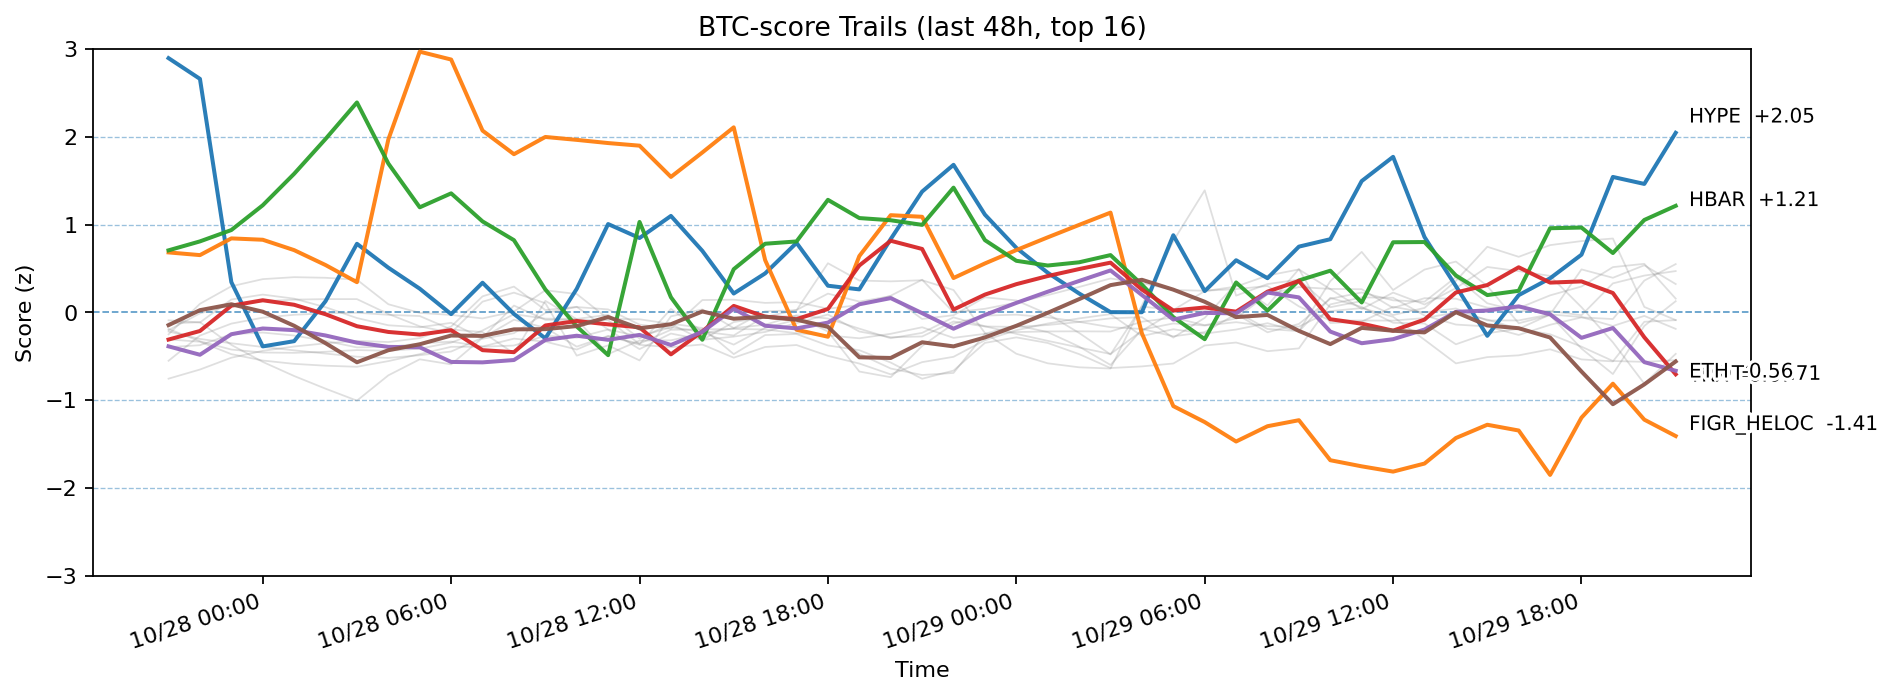 BTC-score Trails (last 48h, top 16)
Score (z)
3
2
1
0
−1
−2
−3
HYPE +2.05
HBAR +1.21
ETH -0.56
71
FIGR_HELOC -1.41
10/28 00:00
10/28 06:00
10/28 12:00
10/28 18:00
10/29 00:00
10/29 06:00
10/29 12:00
10/29 18:00
Time